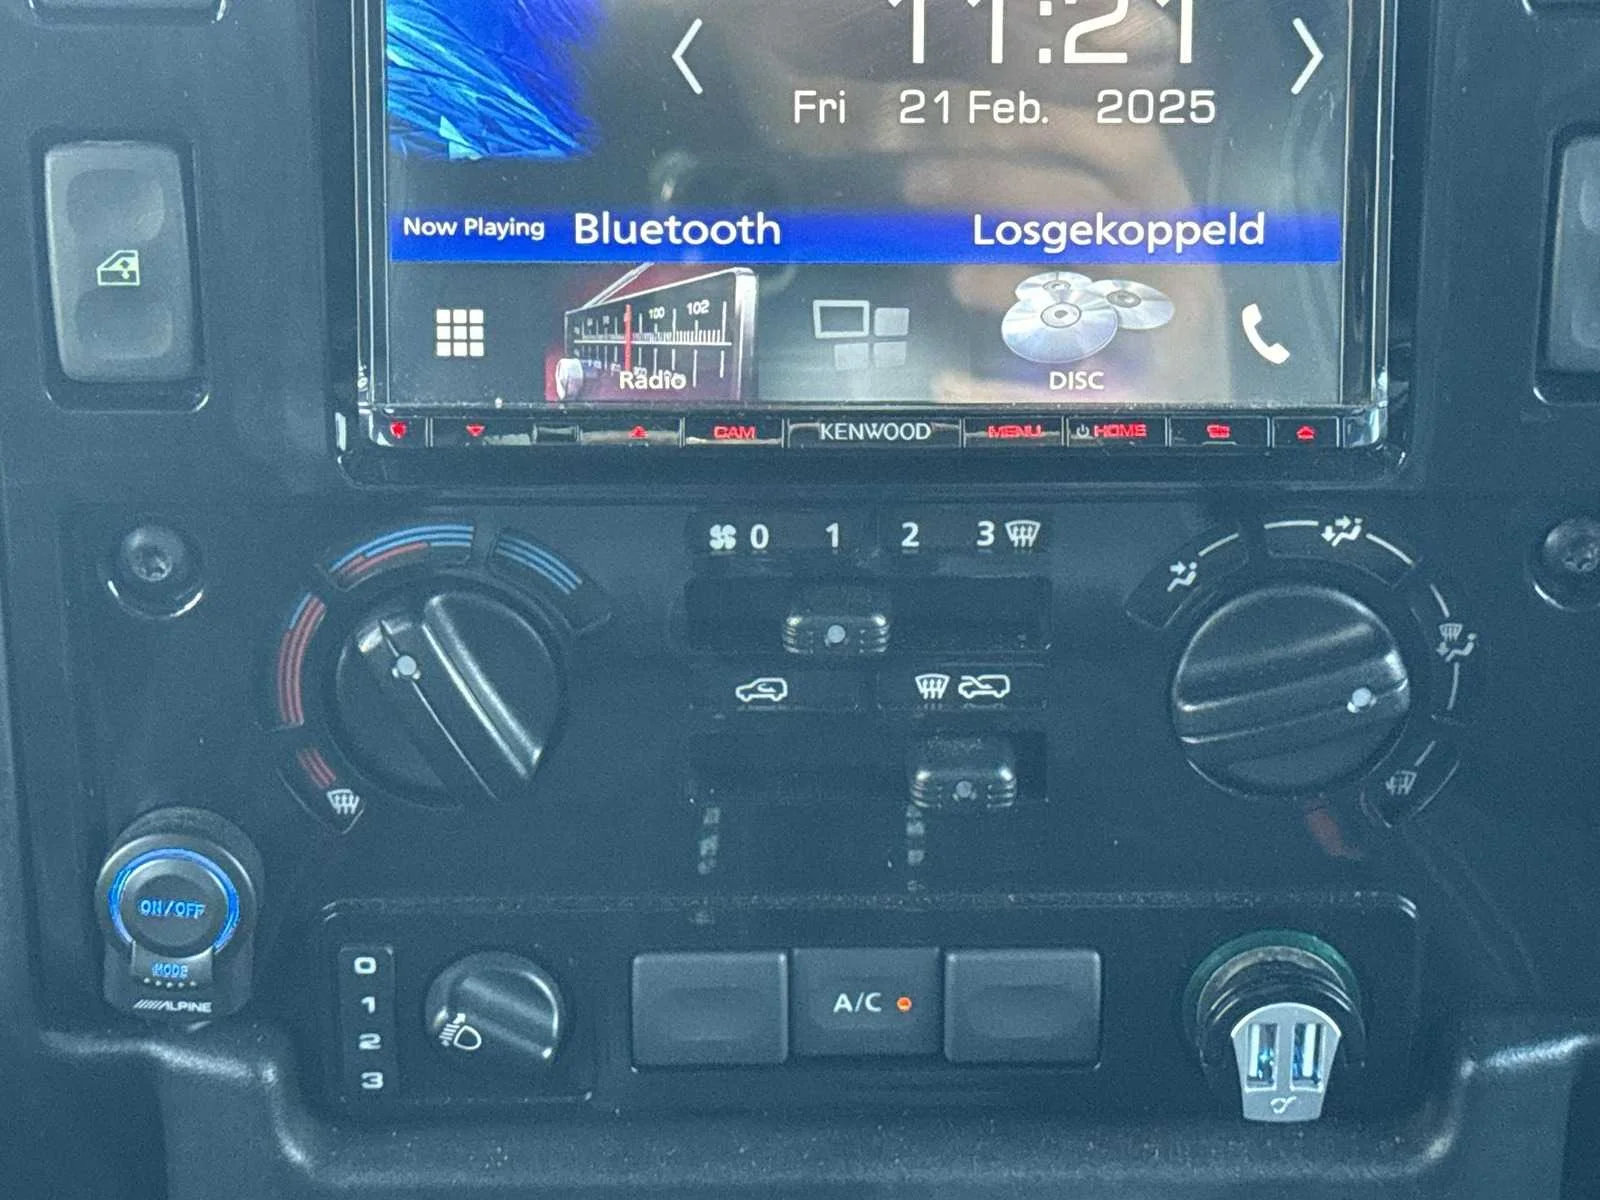 11:21
Fri 21 Feb. 2025
Now Playing Bluetooth Losgekoppeld
100 102
Radio
DISC
CAM KENWOOD MENU HOME
0 1 2 3
ON/OFF
MODE
ALPINE
0
1
2
3
A/C